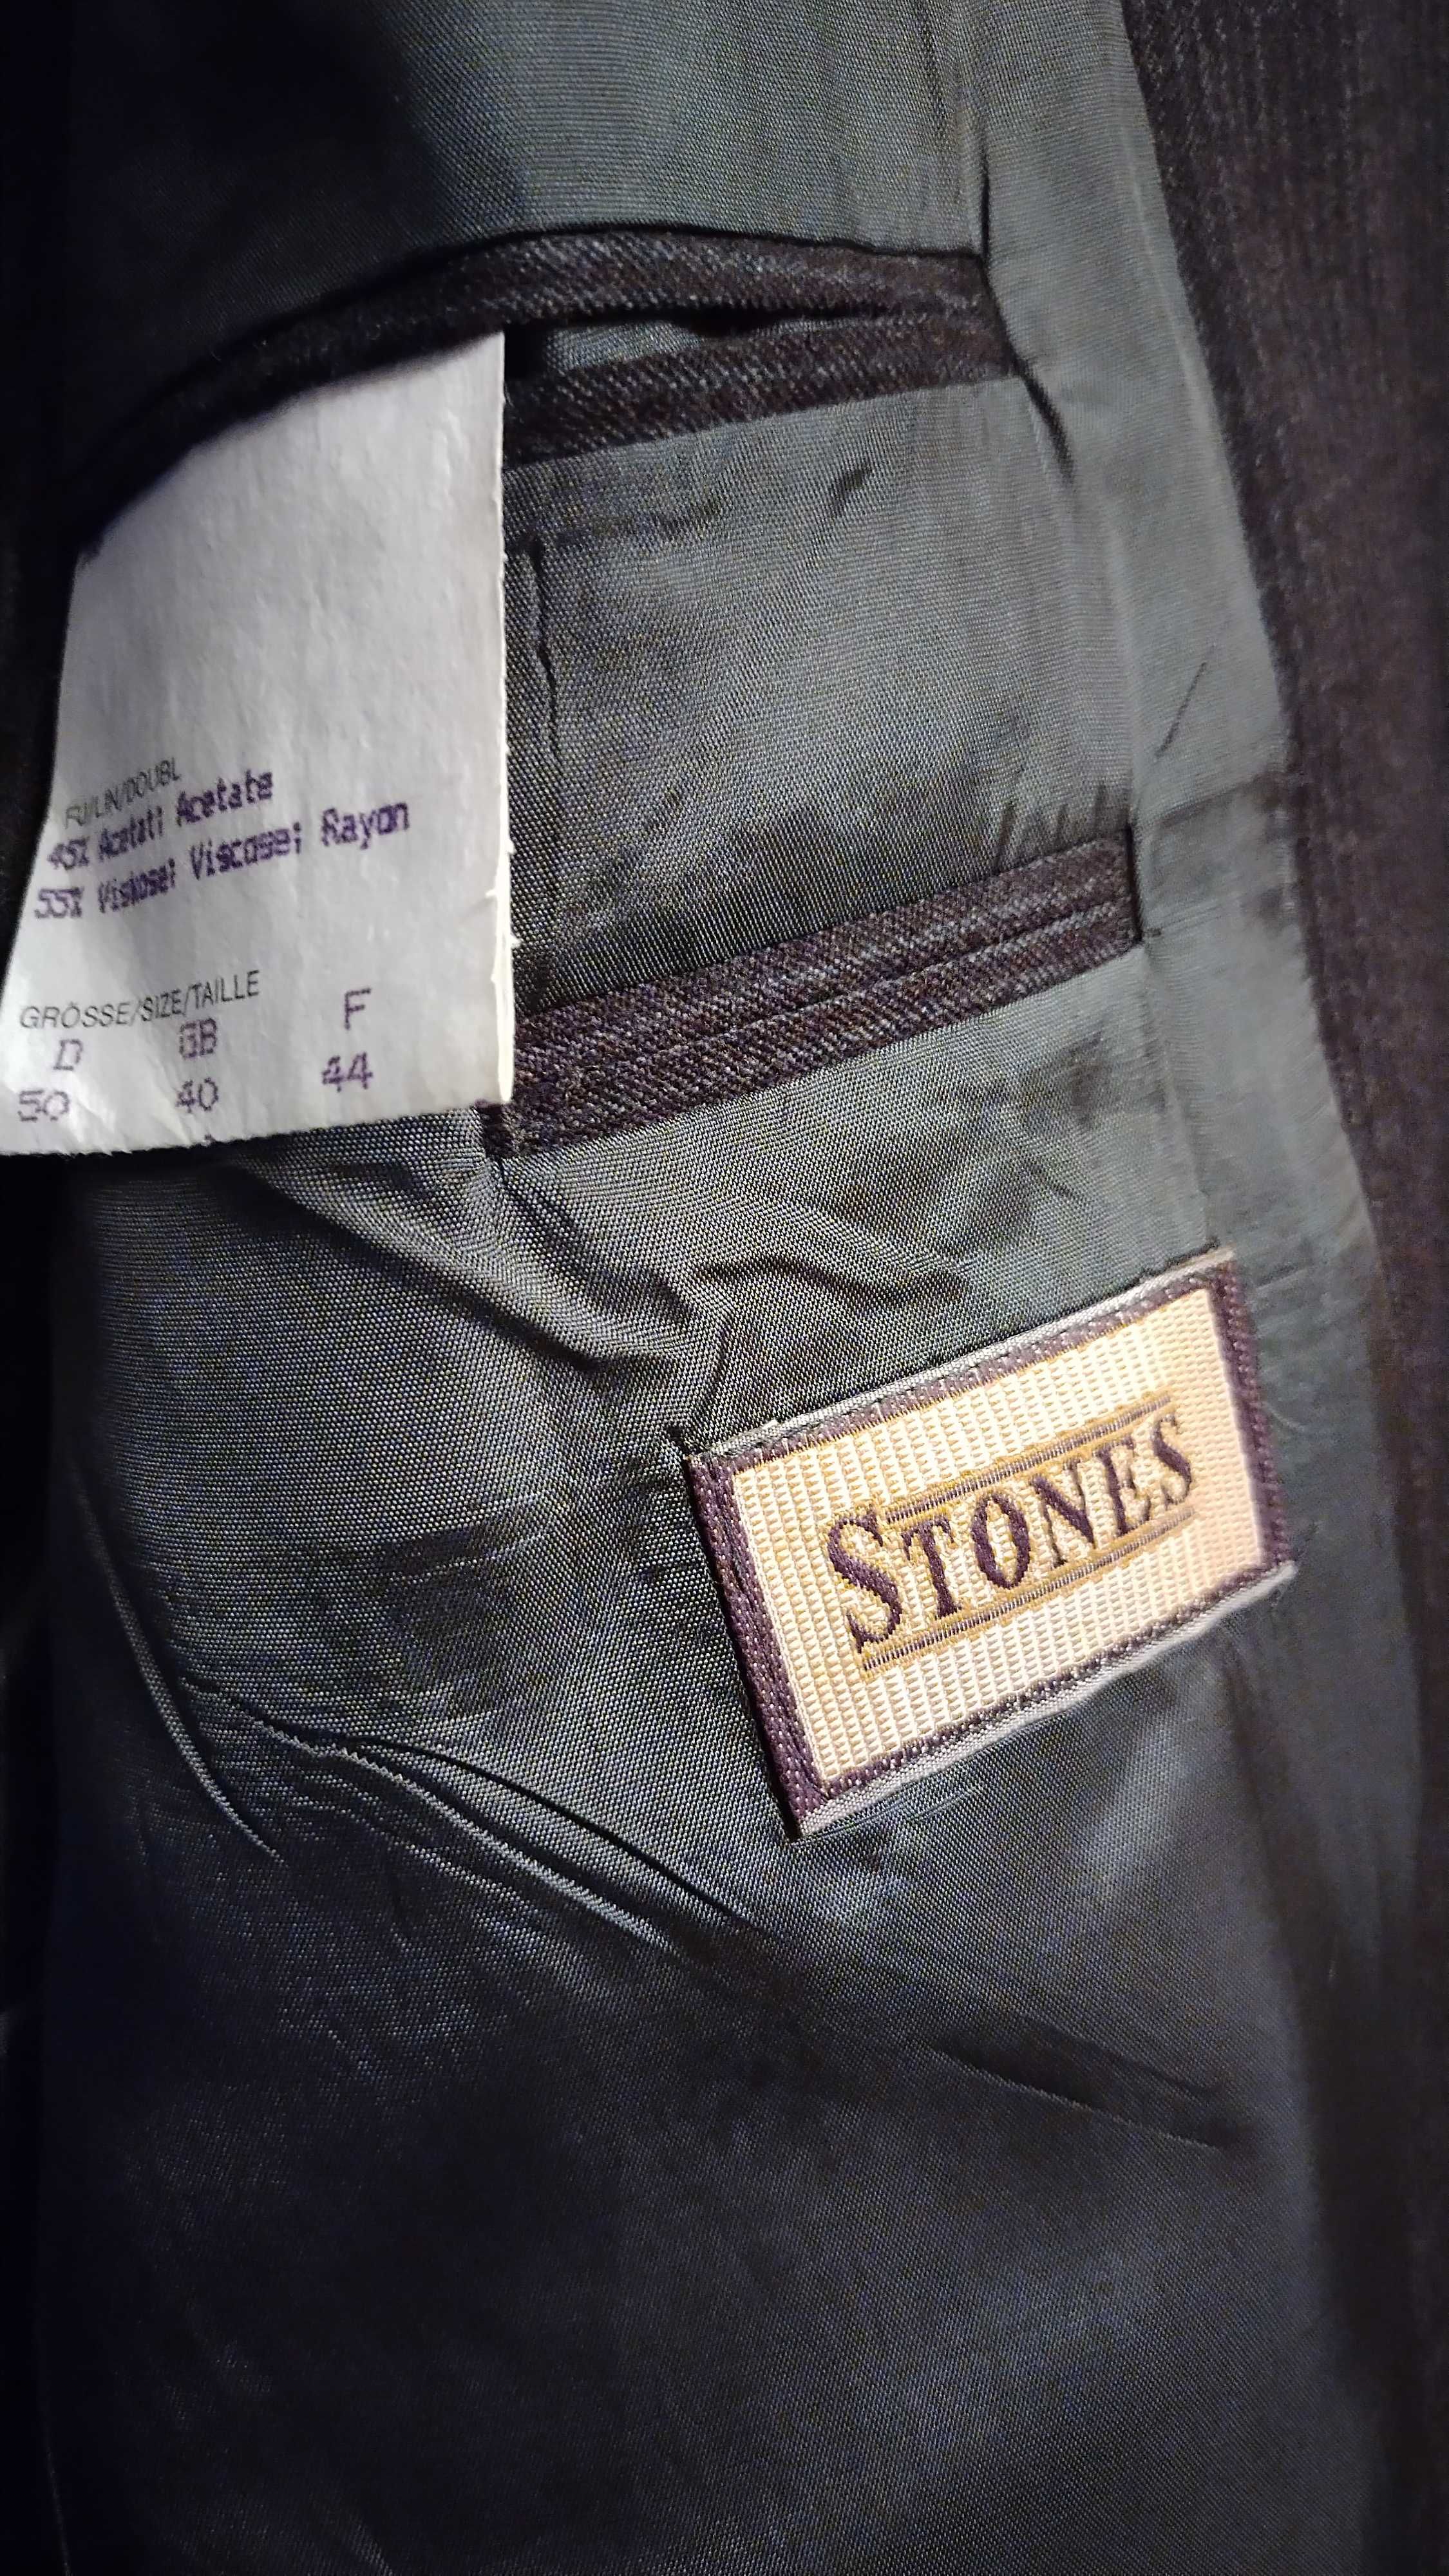 FU/LIN/DOUBL
45% Acetat; Acetate
55% Viskose; Viscose; Rayon
GRÖSSE/SIZE/TAILLE
D GB F
50 40 44
STONES